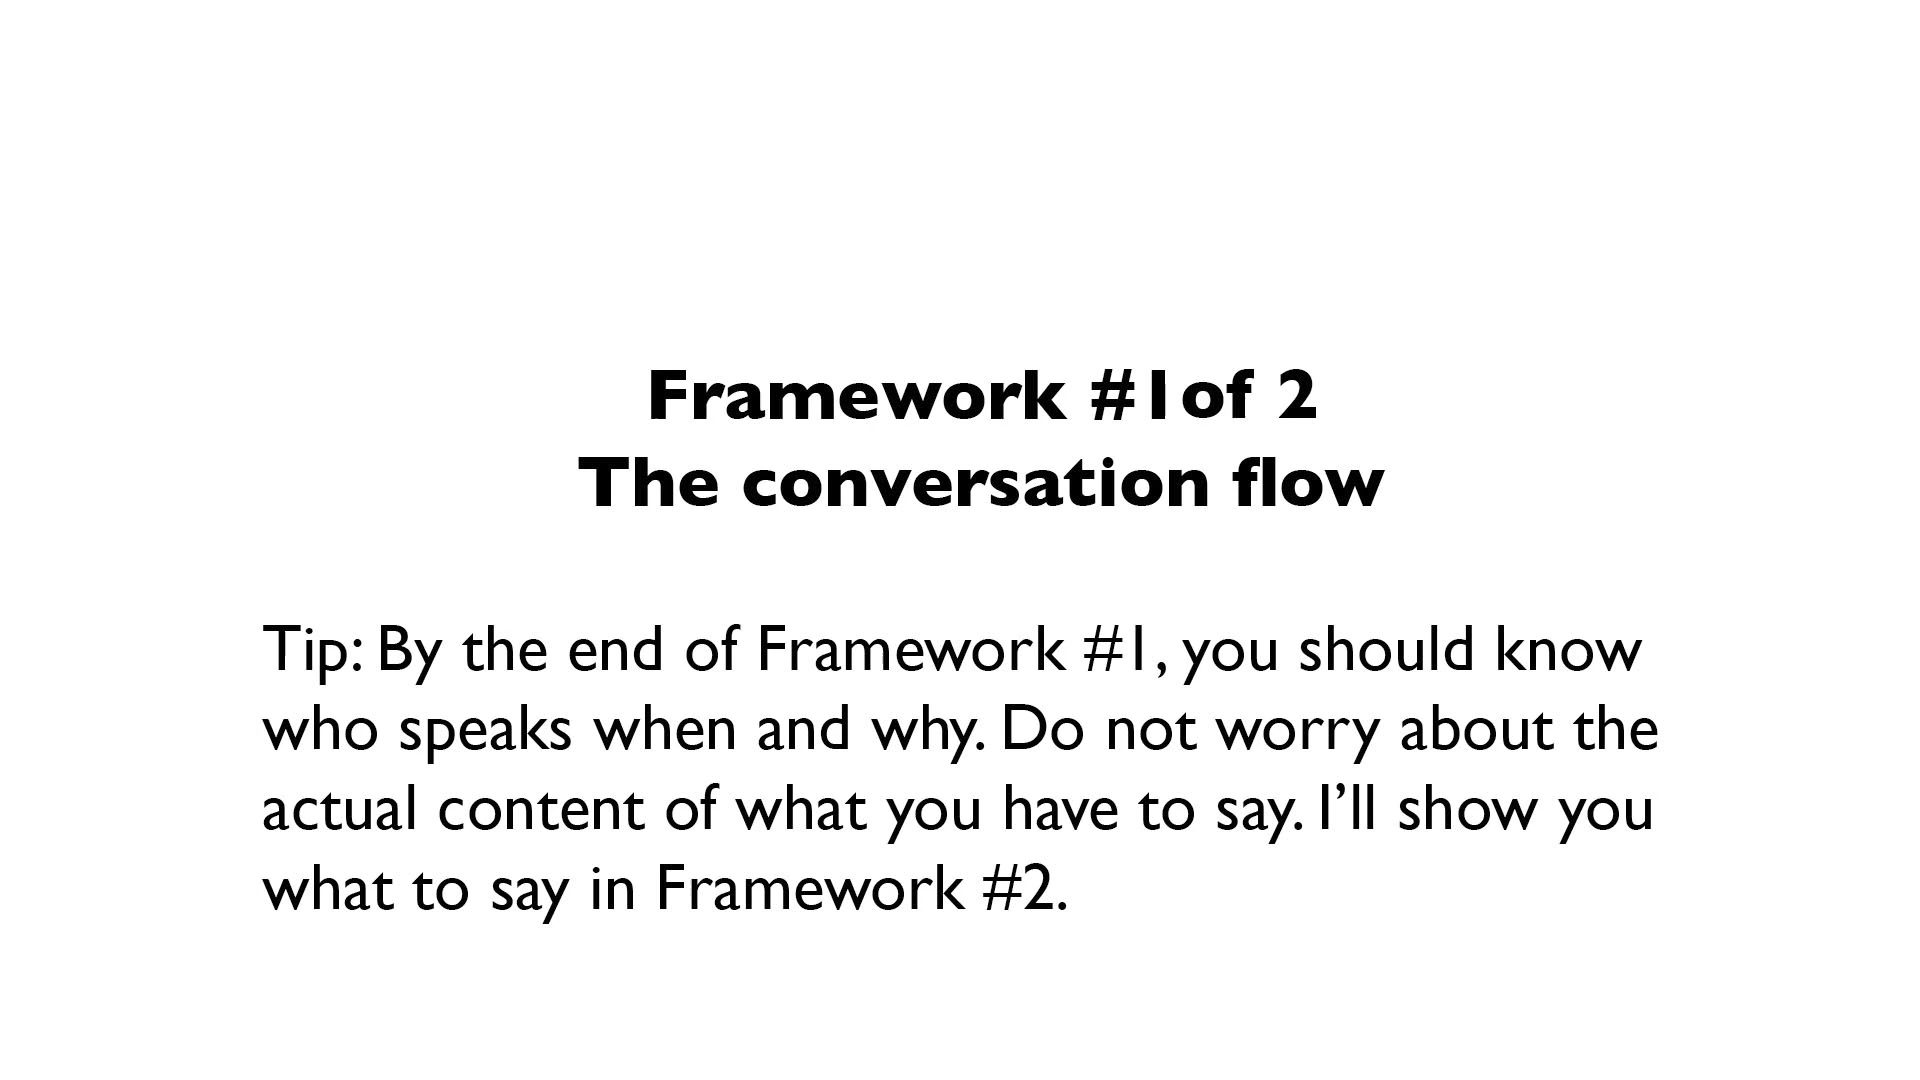 Framework #1of 2
The conversation flow
Tip: By the end of Framework #1, you should know
who speaks when and why. Do not worry about the
actual content of what you have to say. I’ll show you
what to say in Framework #2.